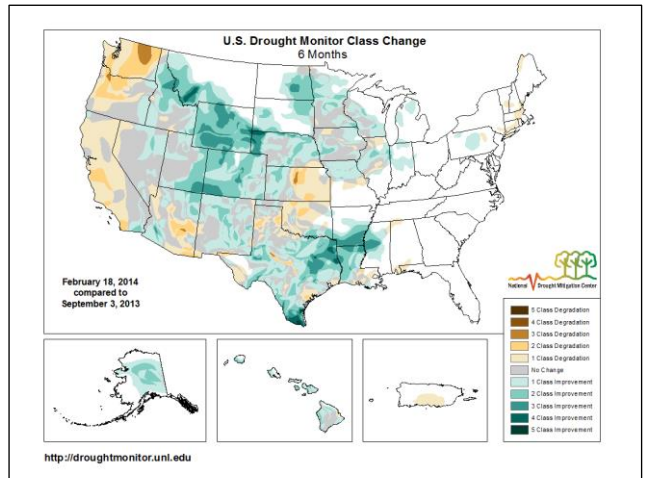 U.S. Drought Monitor Class Change
6 Months
February 18, 2014
compared to
September 3, 2013
National Drought Mitigation Center
5 Class Degradation
4 Class Degradation
3 Class Degradation
2 Class Degradation
1 Class Degradation
No Change
1 Class Improvement
2 Class Improvement
3 Class Improvement
4 Class Improvement
5 Class Improvement
http://droughtmonitor.unl.edu